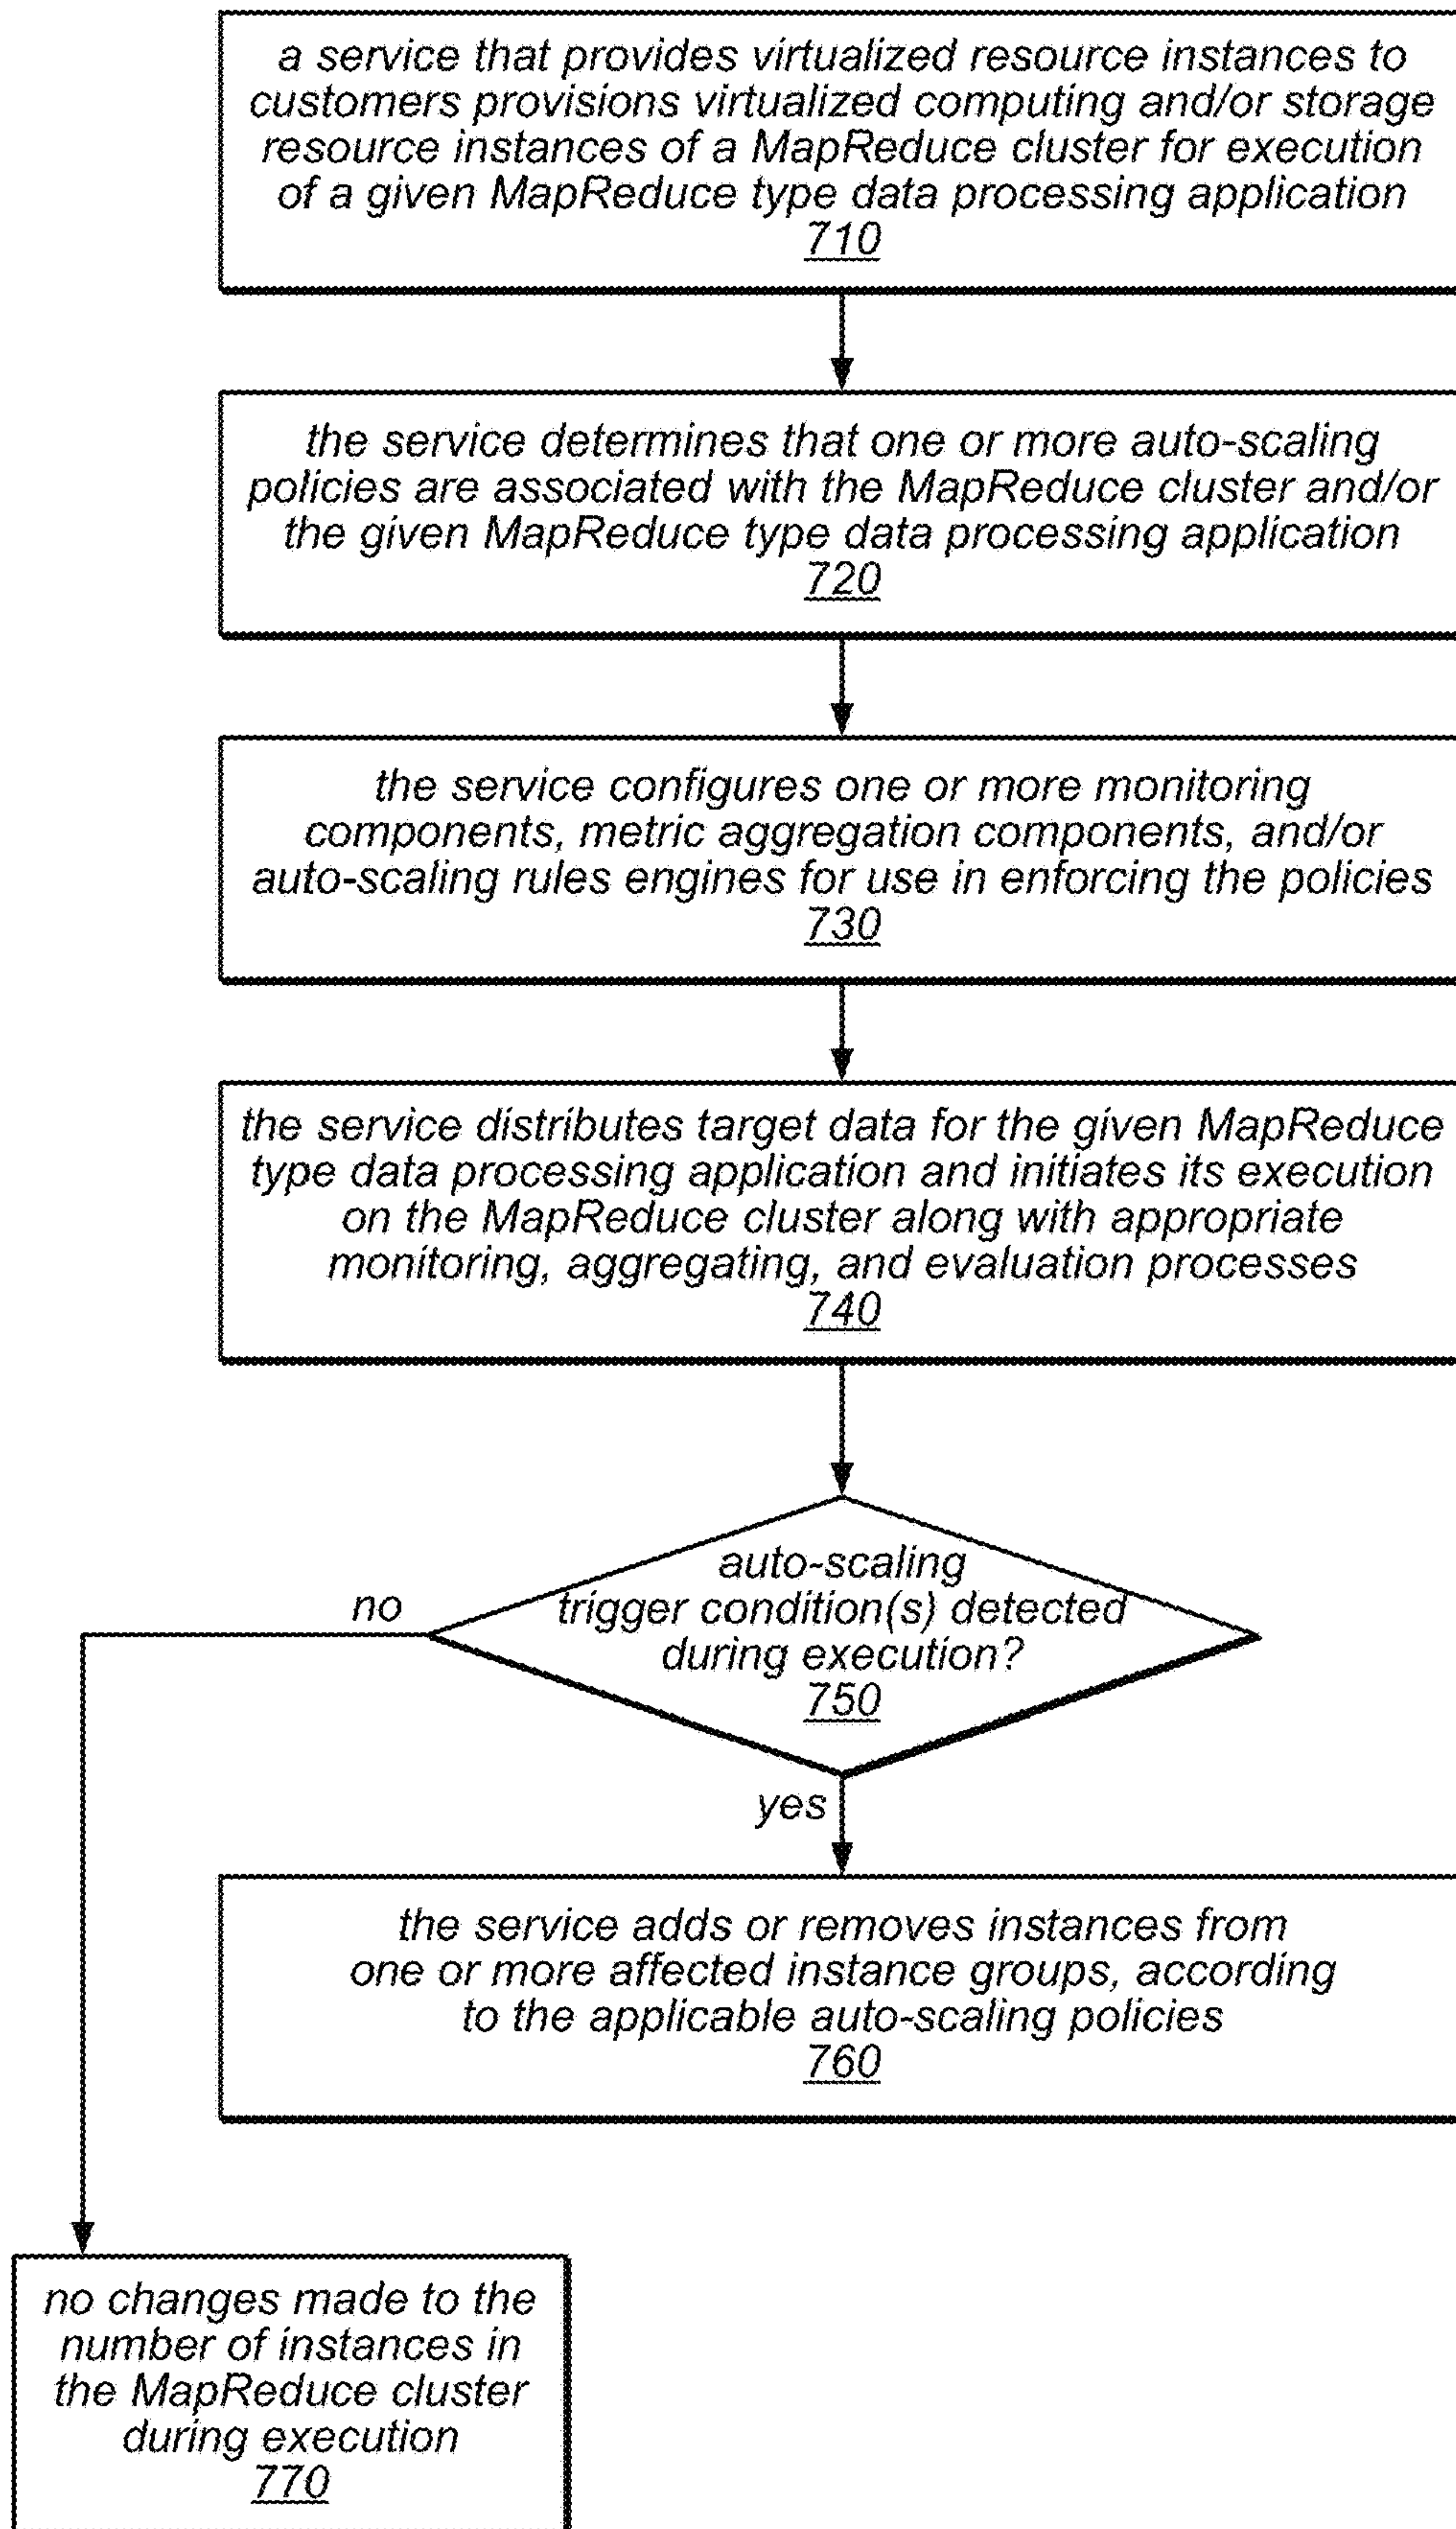 a service that provides virtualized resource instances to
customers provisions virtualized computing and/or storage
resource instances of a MapReduce cluster for execution
of a given MapReduce type data processing application
710
the service determines that one or more auto-scaling
policies are associated with the MapReduce cluster and/or
the given MapReduce type data processing application
720
the service configures one or more monitoring
components, metric aggregation components, and/or
auto-scaling rules engines for use in enforcing the policies
730
the service distributes target data for the given MapReduce
type data processing application and initiates its execution
on the MapReduce cluster along with appropriate
monitoring, aggregating, and evaluation processes
740
auto-scaling
trigger condition(s) detected
during execution?
750
no
yes
the service adds or removes instances from
one or more affected instance groups, according
to the applicable auto-scaling policies
760
no changes made to the
number of instances in
the MapReduce cluster
during execution
770